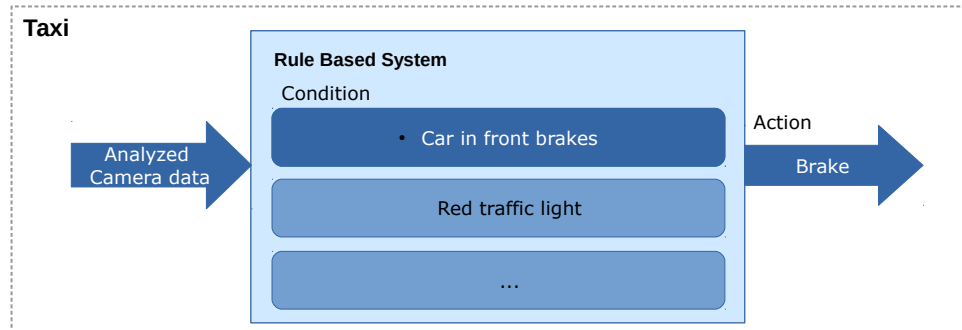 Taxi
Rule Based System
Condition
• Car in front brakes
Action
Analyzed
Camera data
Brake
Red traffic light
...